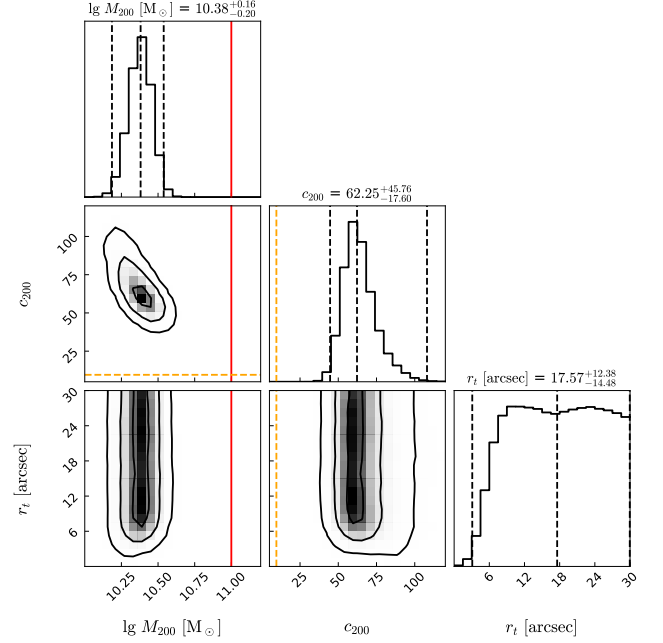 lg M₂₀₀ [M⊙] = 10.38⁺⁰·¹⁶₋₀.₂₀
c₂₀₀ = 62.25⁺⁴⁵·⁷⁶₋₁₇.₆₀
100
75
50
25
c₂₀₀
rₜ [arcsec] = 17.57⁺¹²·³⁸₋₁₄.₄₈
30
24
18
12
6
rₜ [arcsec]
10.25 10.50 10.75 11.00
25 50 75 100
6 12 18 24 30
lg M₂₀₀ [M⊙]
c₂₀₀
rₜ [arcsec]